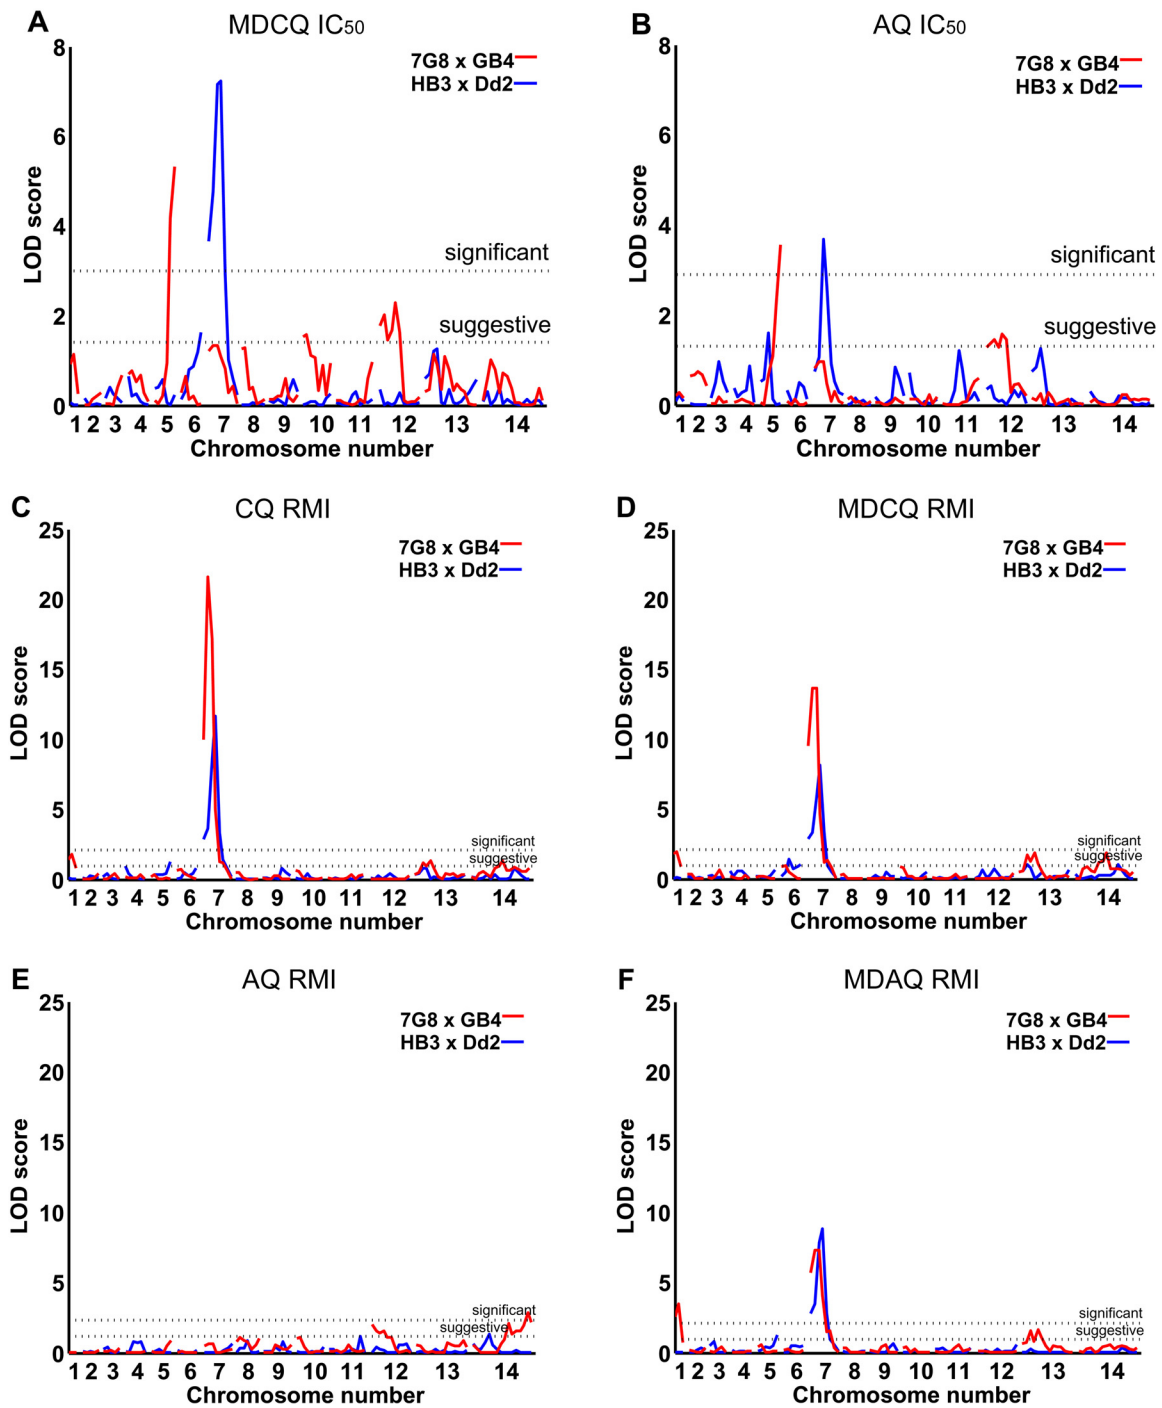 A
MDCQ IC50
8
6
4
2
0
LOD score
7G8 x GB4
HB3 x Dd2
significant
suggestive
1 2 3 4 5 6 7 8 9 10 11 12 13 14
Chromosome number
B
AQ IC50
8
6
4
2
0
LOD score
7G8 x GB4
HB3 x Dd2
significant
suggestive
1 2 3 4 5 6 7 8 9 10 11 12 13 14
Chromosome number
C
CQ RMI
25
20
15
10
5
0
LOD score
7G8 x GB4
HB3 x Dd2
significant
suggestive
1 2 3 4 5 6 7 8 9 10 11 12 13 14
Chromosome number
D
MDCQ RMI
25
20
15
10
5
0
LOD score
7G8 x GB4
HB3 x Dd2
significant
suggestive
1 2 3 4 5 6 7 8 9 10 11 12 13 14
Chromosome number
E
AQ RMI
25
20
15
10
5
0
LOD score
7G8 x GB4
HB3 x Dd2
significant
suggestive
1 2 3 4 5 6 7 8 9 10 11 12 13 14
Chromosome number
F
MDAQ RMI
25
20
15
10
5
0
LOD score
7G8 x GB4
HB3 x Dd2
significant
suggestive
1 2 3 4 5 6 7 8 9 10 11 12 13 14
Chromosome number